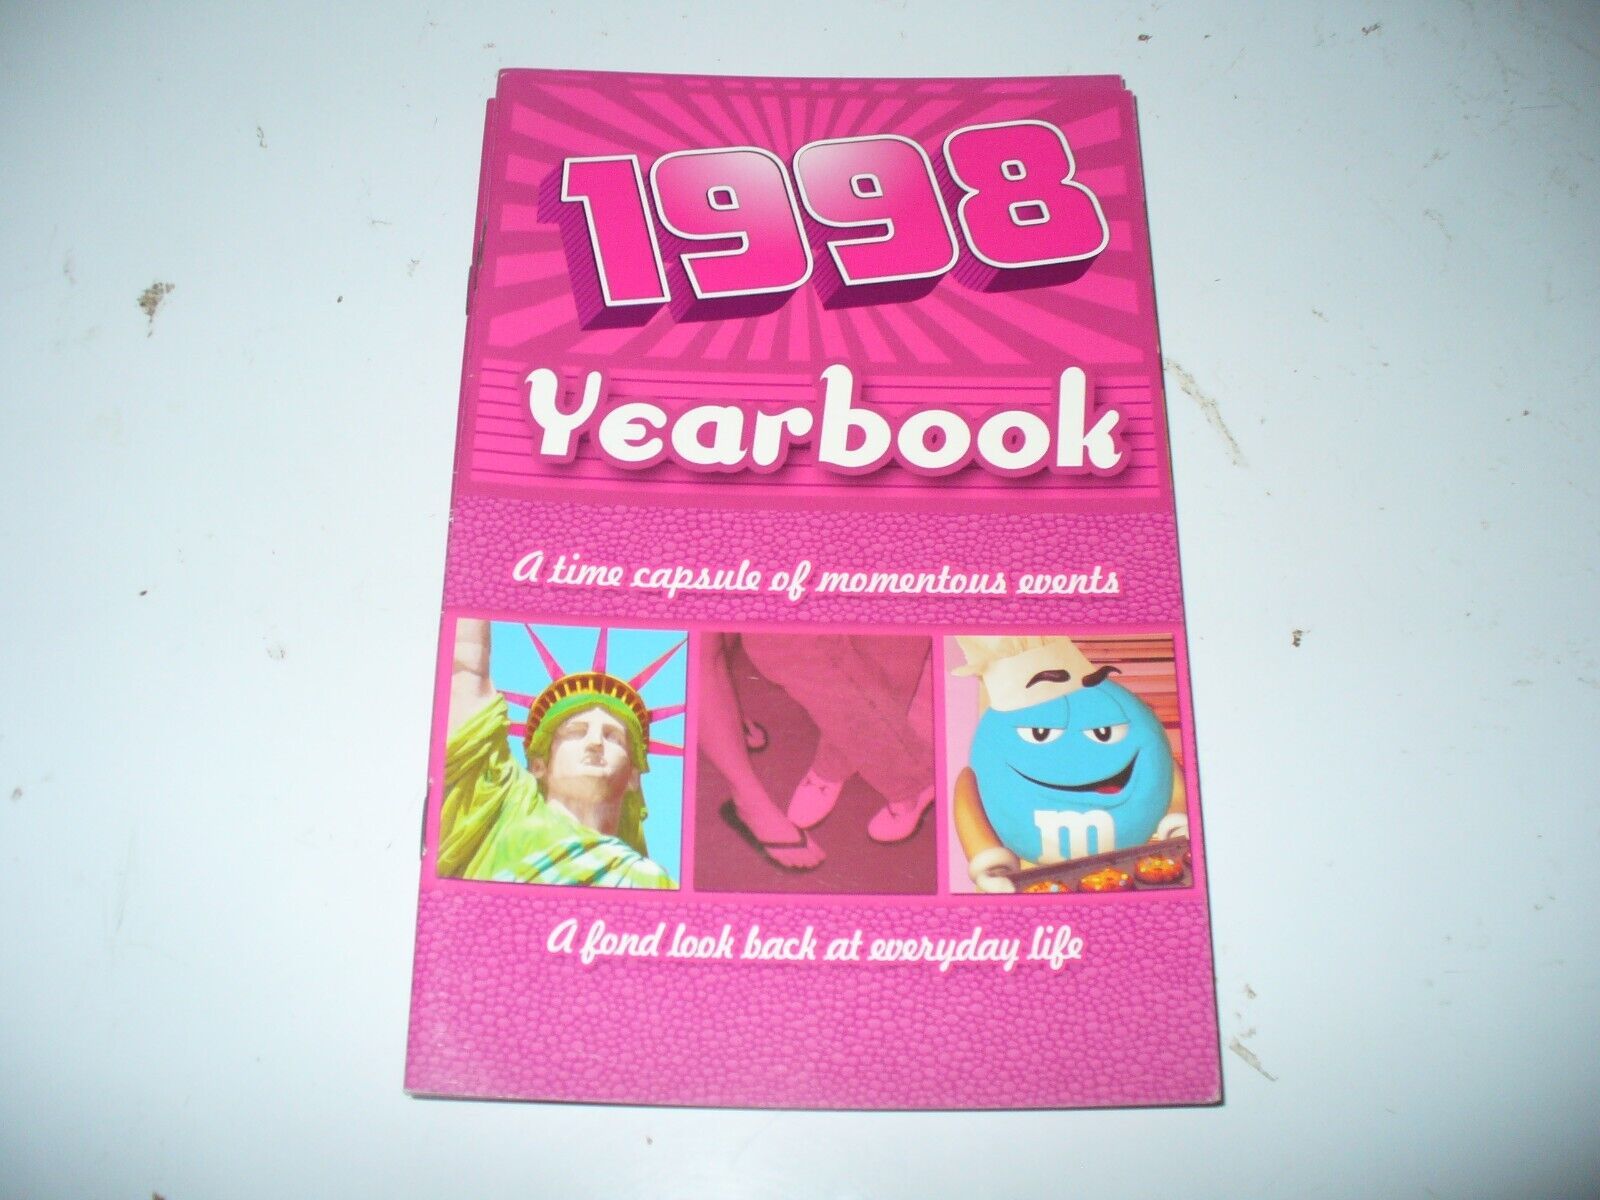 1998
Yearbook
A time capsule of momentous events
m
A fond look back at everyday life